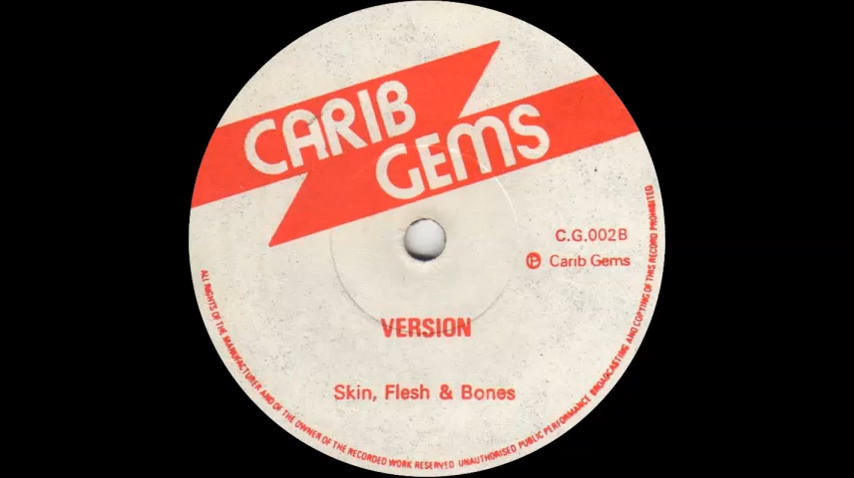 CARIB
GEMS
C.G.002B
Ⓟ Carib Gems
VERSION
Skin, Flesh & Bones
ALL RIGHTS OF THE MANUFACTURER AND OF THE OWNER OF THE RECORDED WORK RESERVED UNAUTHORISED PUBLIC PERFORMANCE BROADCASTING AND COPYING OF THIS RECORD PROHIBITED